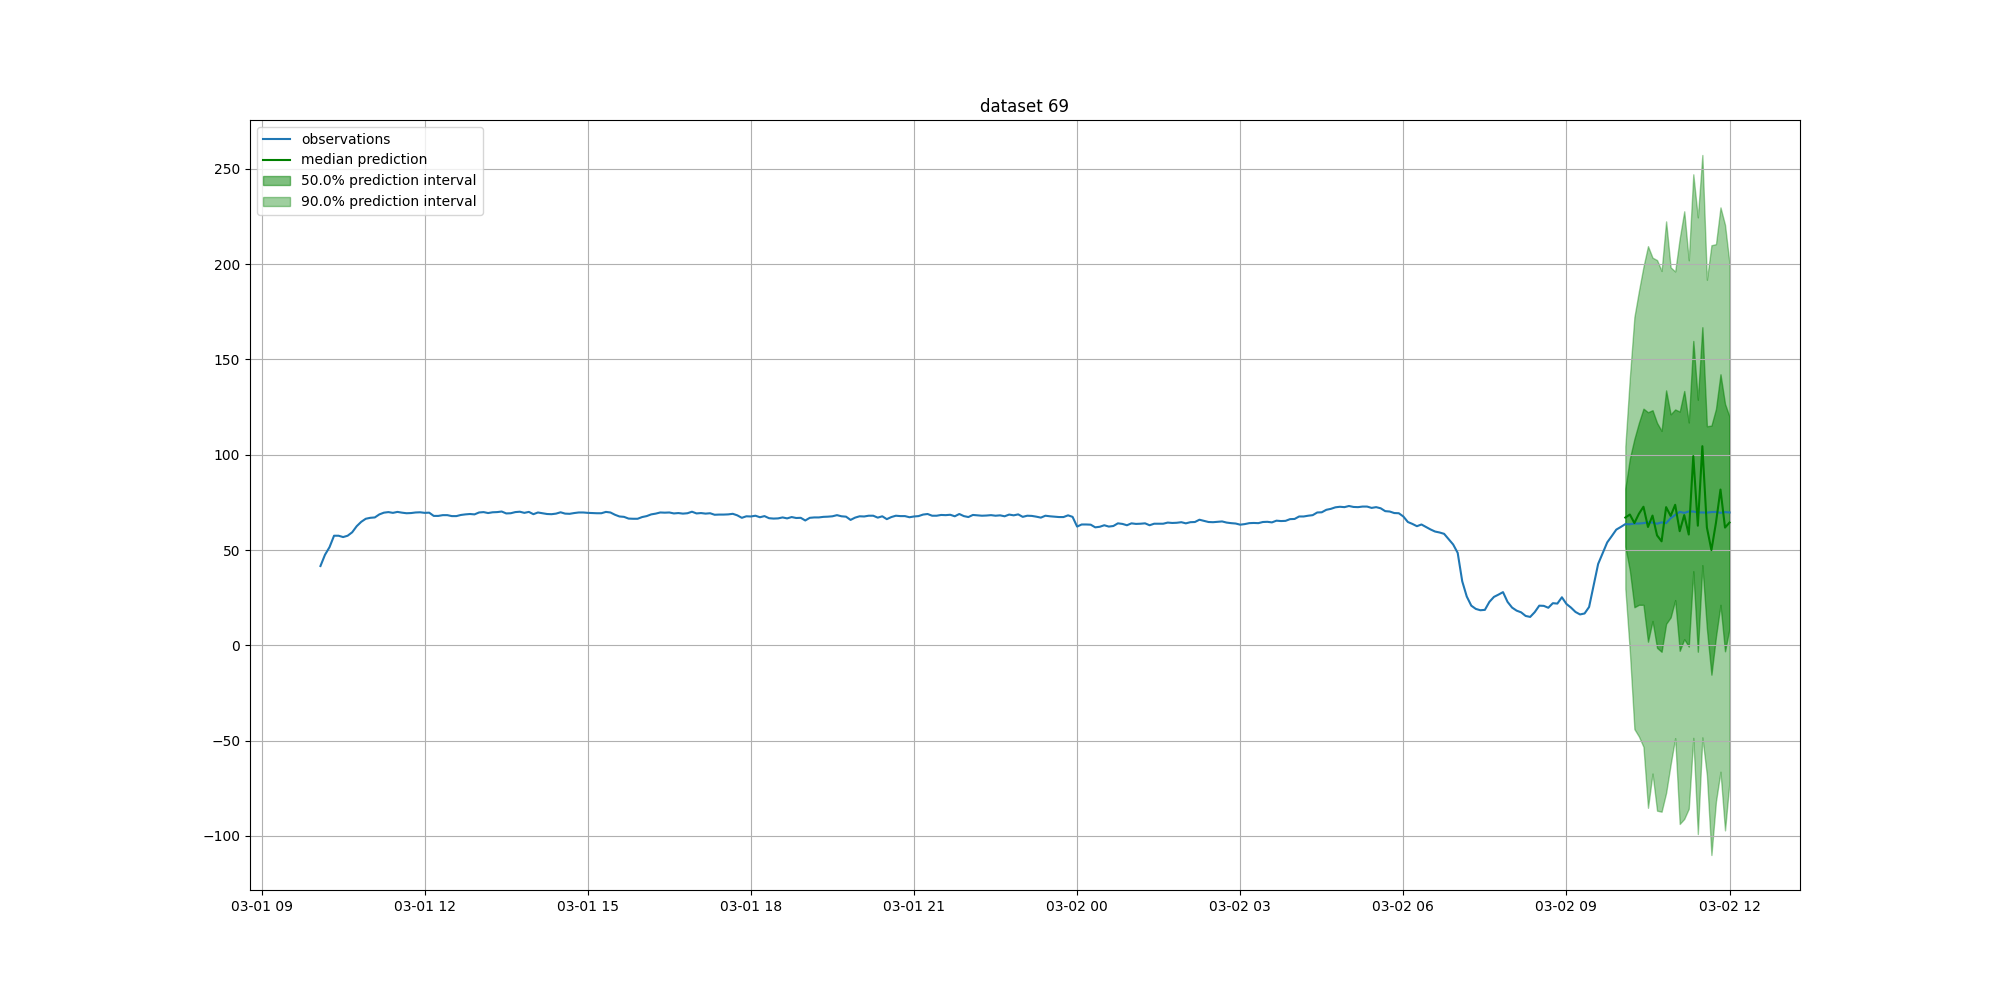 dataset 69
observations
median prediction
50.0% prediction interval
90.0% prediction interval
250
200
150
100
50
0
−50
−100
03-01 09 03-01 12 03-01 15 03-01 18 03-01 21 03-02 00 03-02 03 03-02 06 03-02 09 03-02 12